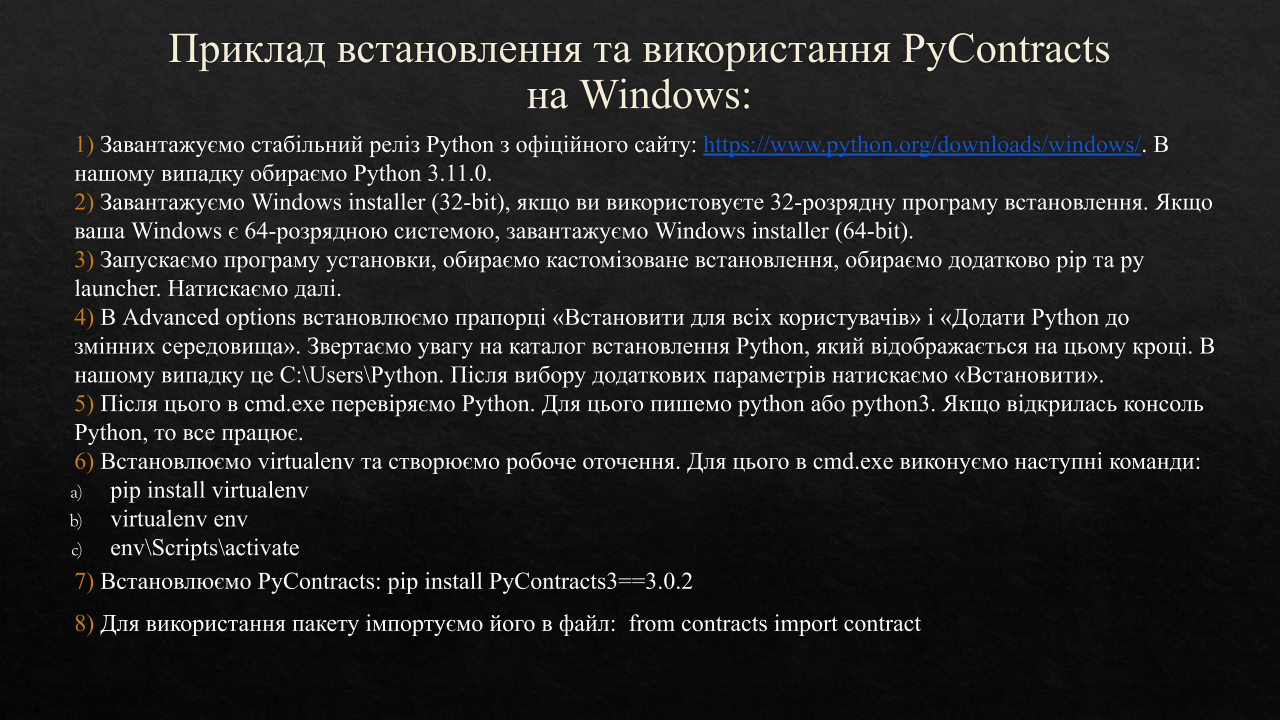 Приклад встановлення та використання PyContracts
на Windows:
1) Завантажуємо стабільний реліз Python з офіційного сайту: https://www.python.org/downloads/windows/. В
нашому випадку обираємо Python 3.11.0.
2) Завантажуємо Windows installer (32-bit), якщо ви використовуєте 32-розрядну програму встановлення. Якщо
ваша Windows є 64-розрядною системою, завантажуємо Windows installer (64-bit).
3) Запускаємо програму установки, обираємо кастомізоване встановлення, обираємо додатково pip та py
launcher. Натискаємо далі.
4) В Advanced options встановлюємо прапорці «Встановити для всіх користувачів» і «Додати Python до
змінних середовища». Звертаємо увагу на каталог встановлення Python, який відображається на цьому кроці. В
нашому випадку це C:\Users\Python. Після вибору додаткових параметрів натискаємо «Встановити».
5) Після цього в cmd.exe перевіряємо Python. Для цього пишемо python або python3. Якщо відкрилась консоль
Python, то все працює.
6) Встановлюємо virtualenv та створюємо робоче оточення. Для цього в cmd.exe виконуємо наступні команди:
a) pip install virtualenv
b) virtualenv env
c) env\Scripts\activate
7) Встановлюємо PyContracts: pip install PyContracts3==3.0.2
8) Для використання пакету імпортуємо його в файл:  from contracts import contract